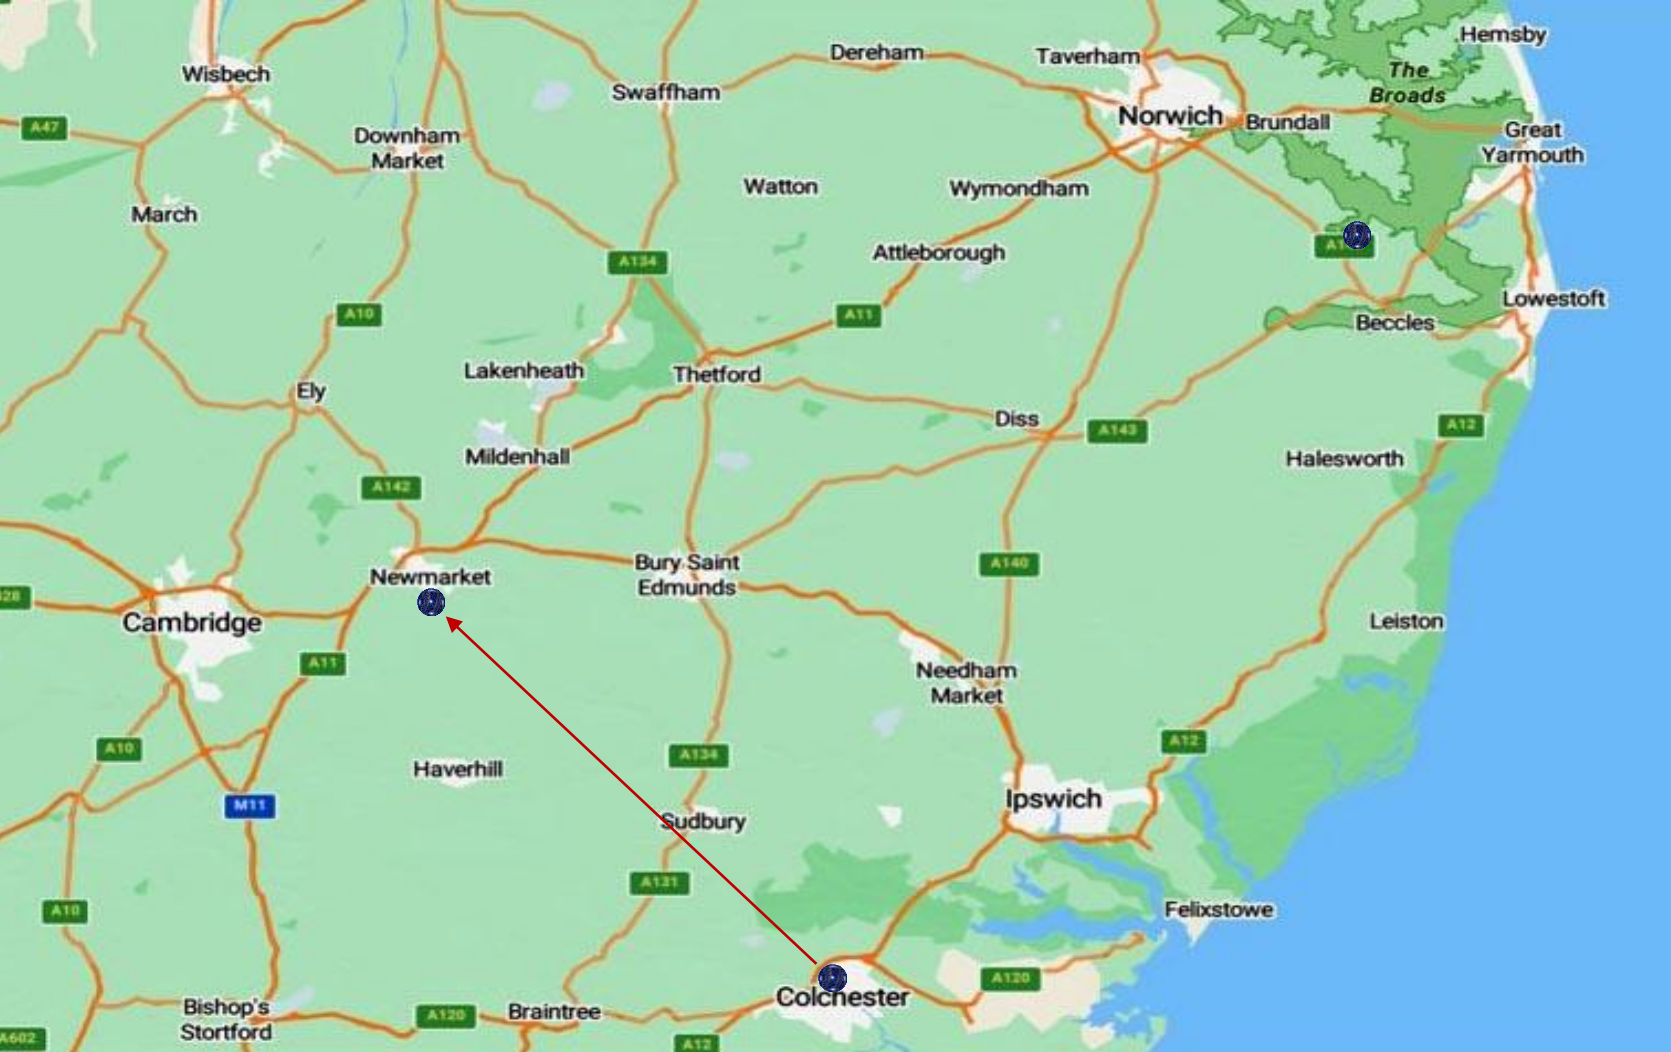 Hemsby
Dereham
Taverham
Wisbech
The
Broads
Swaffham
Norwich
Brundall
A47
Downham
Market
Great
Yarmouth
Watton
Wymondham
March
Attleborough
A134
A10
A11
Lowestoft
Beccles
Lakenheath
Thetford
Ely
Diss
A143
A12
Mildenhall
Halesworth
A142
Bury Saint
Edmunds
A140
Newmarket
Cambridge
Leiston
A11
Needham
Market
A10
A134
A12
Haverhill
M11
Ipswich
Sudbury
A131
A10
Felixstowe
A120
Colchester
Bishop's
Stortford
A120
Braintree
A602
A12